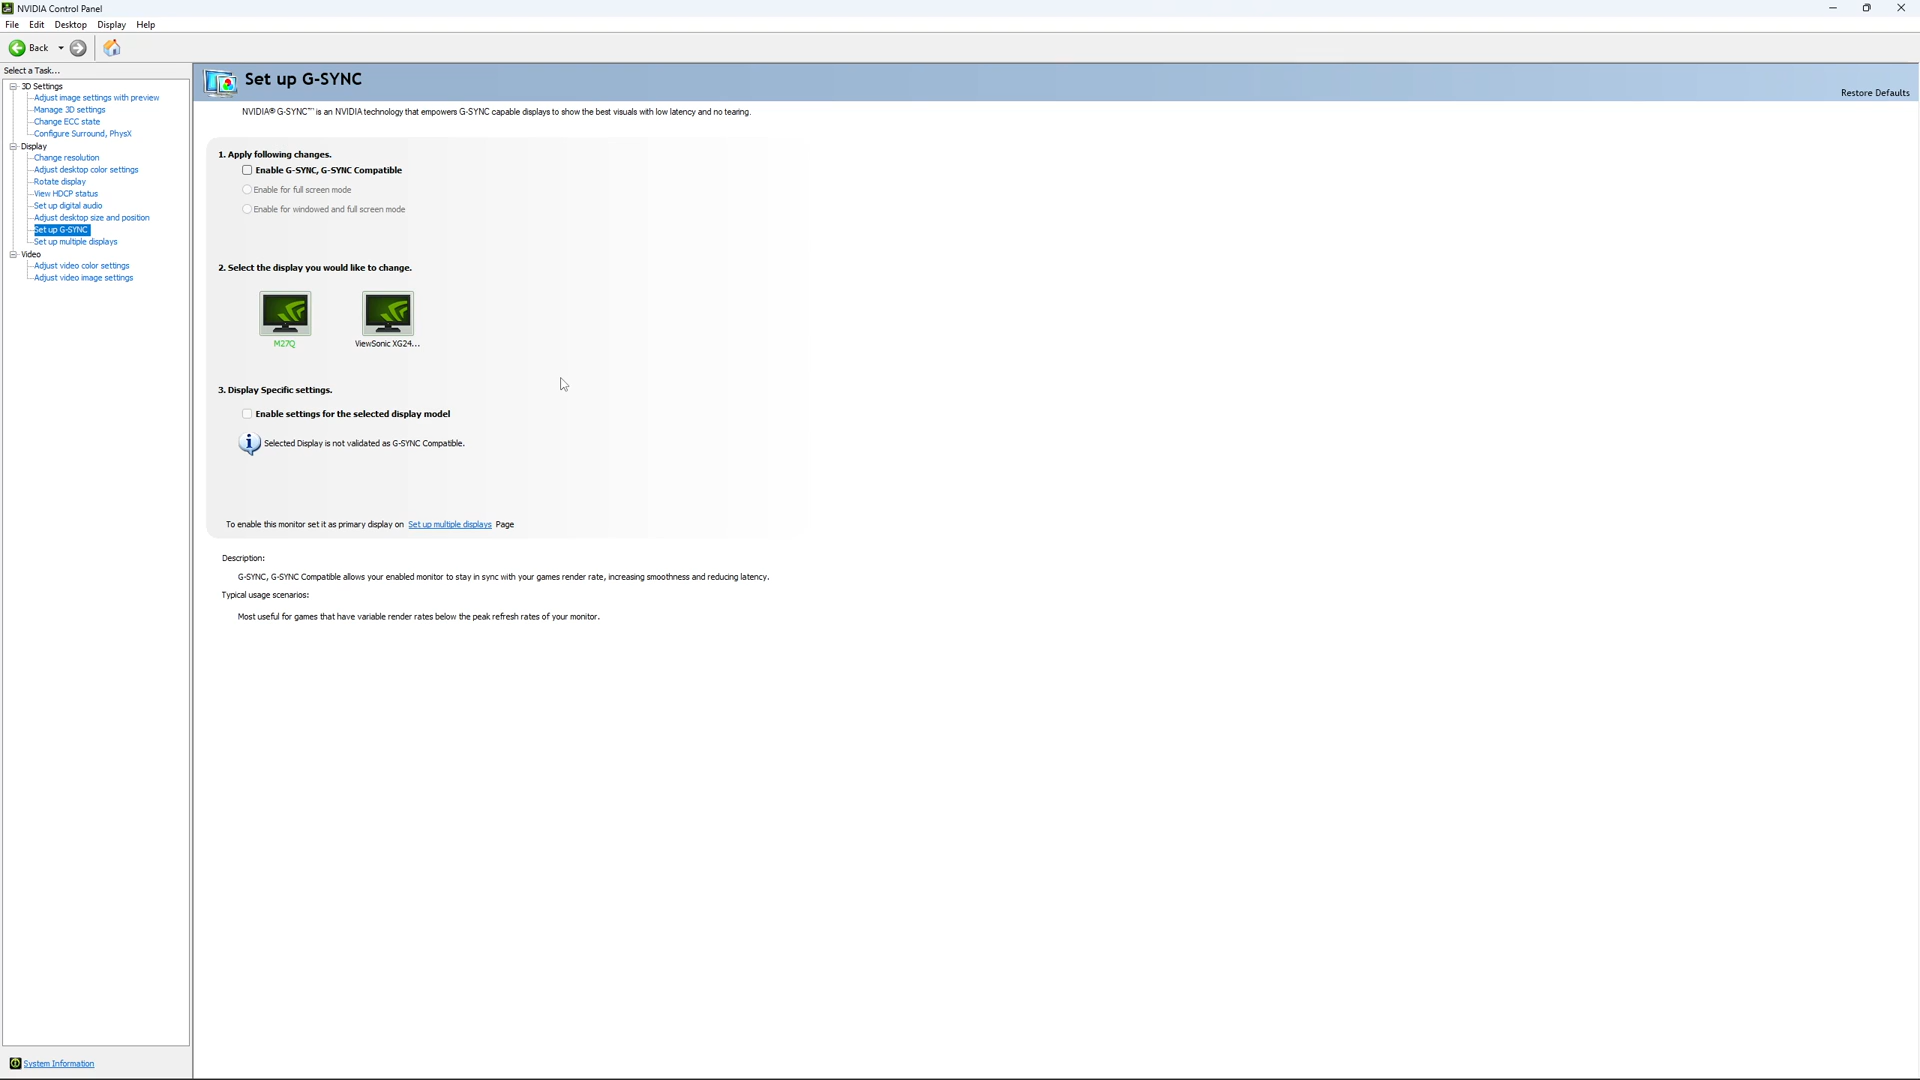 NVIDIA Control Panel
File Edit Desktop Display Help
Back
Select a Task...
3D Settings
Adjust image settings with preview
Manage 3D settings
Change ECC state
Configure Surround, PhysX
Display
Change resolution
Adjust desktop color settings
Rotate display
View HDCP status
Set up digital audio
Adjust desktop size and position
Set up G-SYNC
Set up multiple displays
Video
Adjust video color settings
Adjust video image settings
System Information
Set up G-SYNC
Restore Defaults
NVIDIA® G-SYNC™ is an NVIDIA technology that empowers G-SYNC capable displays to show the best visuals with low latency and no tearing.
1. Apply following changes.
Enable G-SYNC, G-SYNC Compatible
Enable for full screen mode
Enable for windowed and full screen mode
2. Select the display you would like to change.
M27Q ViewSonic XG24...
3. Display Specific settings.
Enable settings for the selected display model
Selected Display is not validated as G-SYNC Compatible.
To enable this monitor set it as primary display on Set up multiple displays Page
Description:
G-SYNC, G-SYNC Compatible allows your enabled monitor to stay in sync with your games render rate, increasing smoothness and reducing latency.
Typical usage scenarios:
Most useful for games that have variable render rates below the peak refresh rates of your monitor.